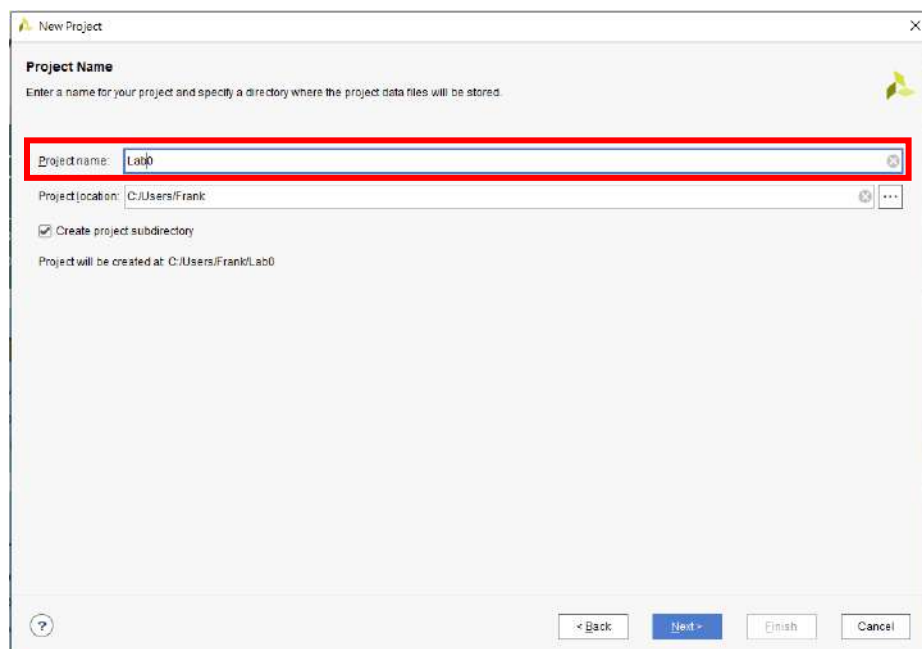 New Project
Project Name
Enter a name for your project and specify a directory where the project data files will be stored.
Project name: Lab0
Project location: C:/Users/Frank
Create project subdirectory
Project will be created at: C:/Users/Frank/Lab0
? < Back Next > Finish Cancel